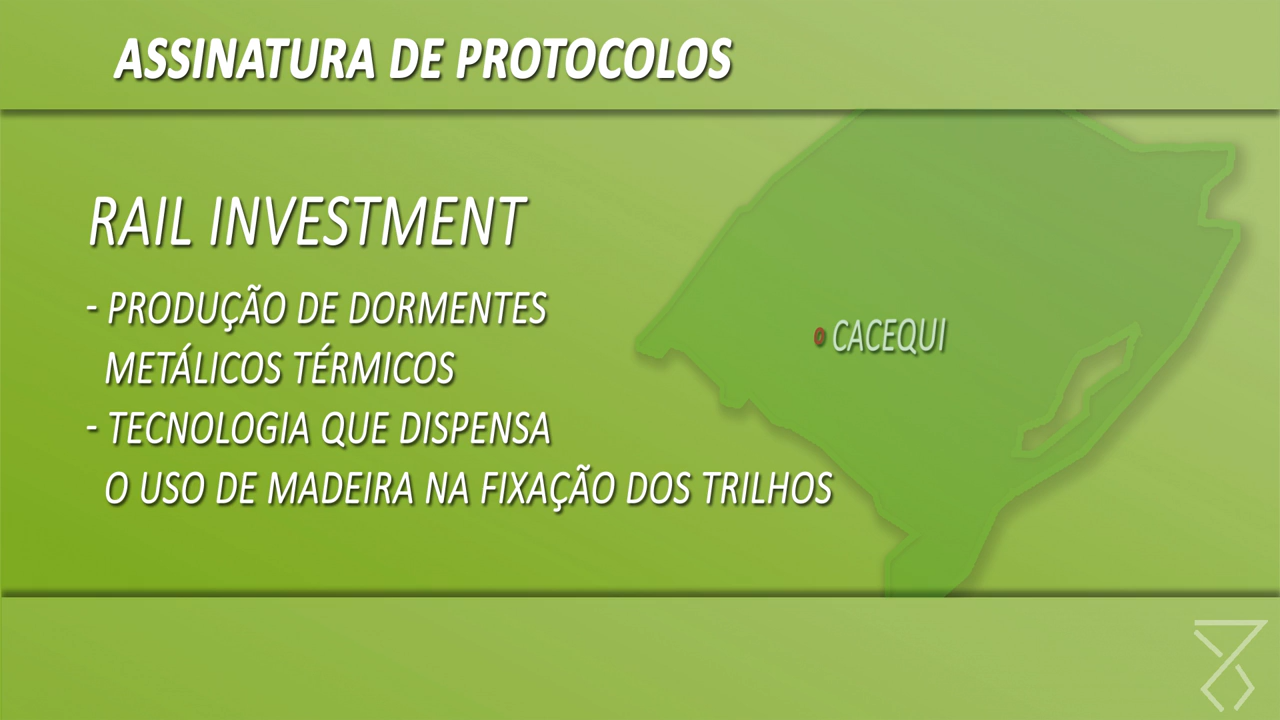 ASSINATURA DE PROTOCOLOS
RAIL INVESTMENT
- PRODUÇÃO DE DORMENTES
METÁLICOS TÉRMICOS
- TECNOLOGIA QUE DISPENSA
O USO DE MADEIRA NA FIXAÇÃO DOS TRILHOS
CACEQUI